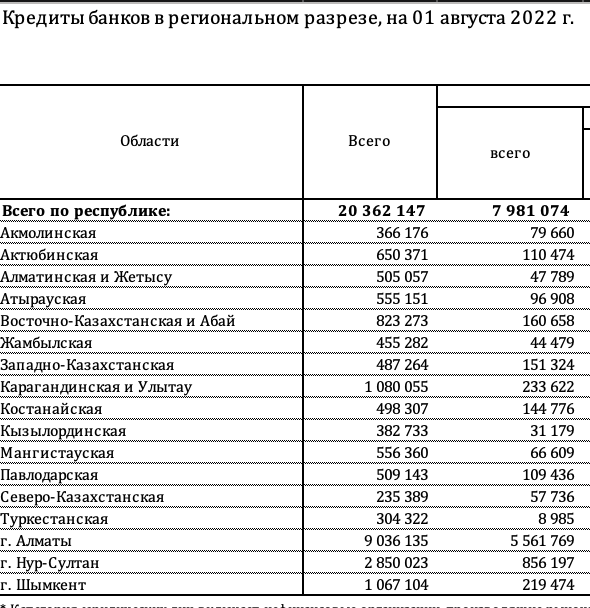 Кредиты банков в региональном разрезе, на 01 августа 2022 г.
Области Всего всего
Всего по республике: 20 362 147 7 981 074
Акмолинская 366 176 79 660
Актюбинская 650 371 110 474
Алматинская и Жетысу 505 057 47 789
Атырауская 555 151 96 908
Восточно-Казахстанская и Абай 823 273 160 658
Жамбылская 455 282 44 479
Западно-Казахстанская 487 264 151 324
Карагандинская и Улытау 1 080 055 233 622
Костанайская 498 307 144 776
Кызылординская 382 733 31 179
Мангистауская 556 360 66 609
Павлодарская 509 143 109 436
Северо-Казахстанская 235 389 57 736
Туркестанская 304 322 8 985
г. Алматы 9 036 135 5 561 769
г. Нур-Султан 2 850 023 856 197
г. Шымкент 1 067 104 219 474